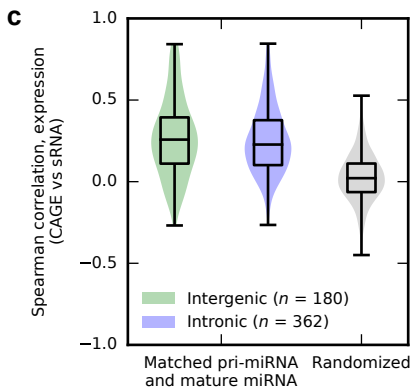 c
Spearman correlation, expression
(CAGE vs sRNA)
1.0
0.5
0.0
−0.5
−1.0
Intergenic (n = 180)
Intronic (n = 362)
Matched pri-miRNA
and mature miRNA
Randomized